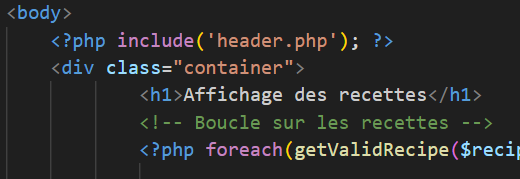 <body>
<?php include('header.php'); ?>
<div class="container">
<h1>Affichage des recettes</h1>
<!-- Boucle sur les recettes -->
<?php foreach(getValidRecipe($recip